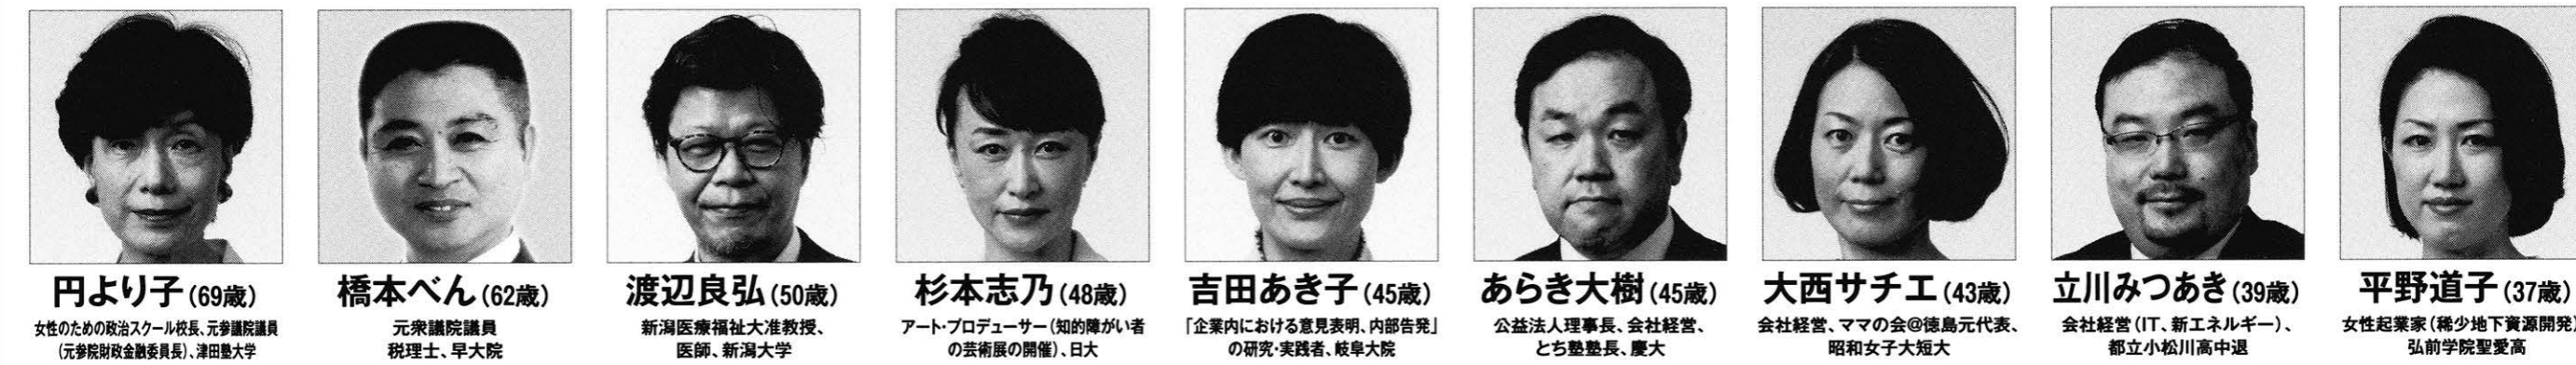 円より子(69歳)
女性のための政治スクール校長、元参議院議員
(元参院財政金融委員長)、津田塾大学
橋本べん(62歳)
元衆議院議員
税理士、早大院
渡辺良弘(50歳)
新潟医療福祉大准教授、
医師、新潟大学
杉本志乃(48歳)
アート・プロデューサー(知的障がい者
の芸術展の開催)、日大
吉田あき子(45歳)
「企業内における意見表明、内部告発」
の研究・実践者、岐阜大院
あらき大樹(45歳)
公益法人理事長、会社経営、
とち塾塾長、慶大
大西サチエ(43歳)
会社経営、ママの会@徳島元代表、
昭和女子大短大
立川みつあき(39歳)
会社経営(IT、新エネルギー)、
都立小松川高中退
平野道子(37歳)
女性起業家(稀少地下資源開発)
弘前学院聖愛高